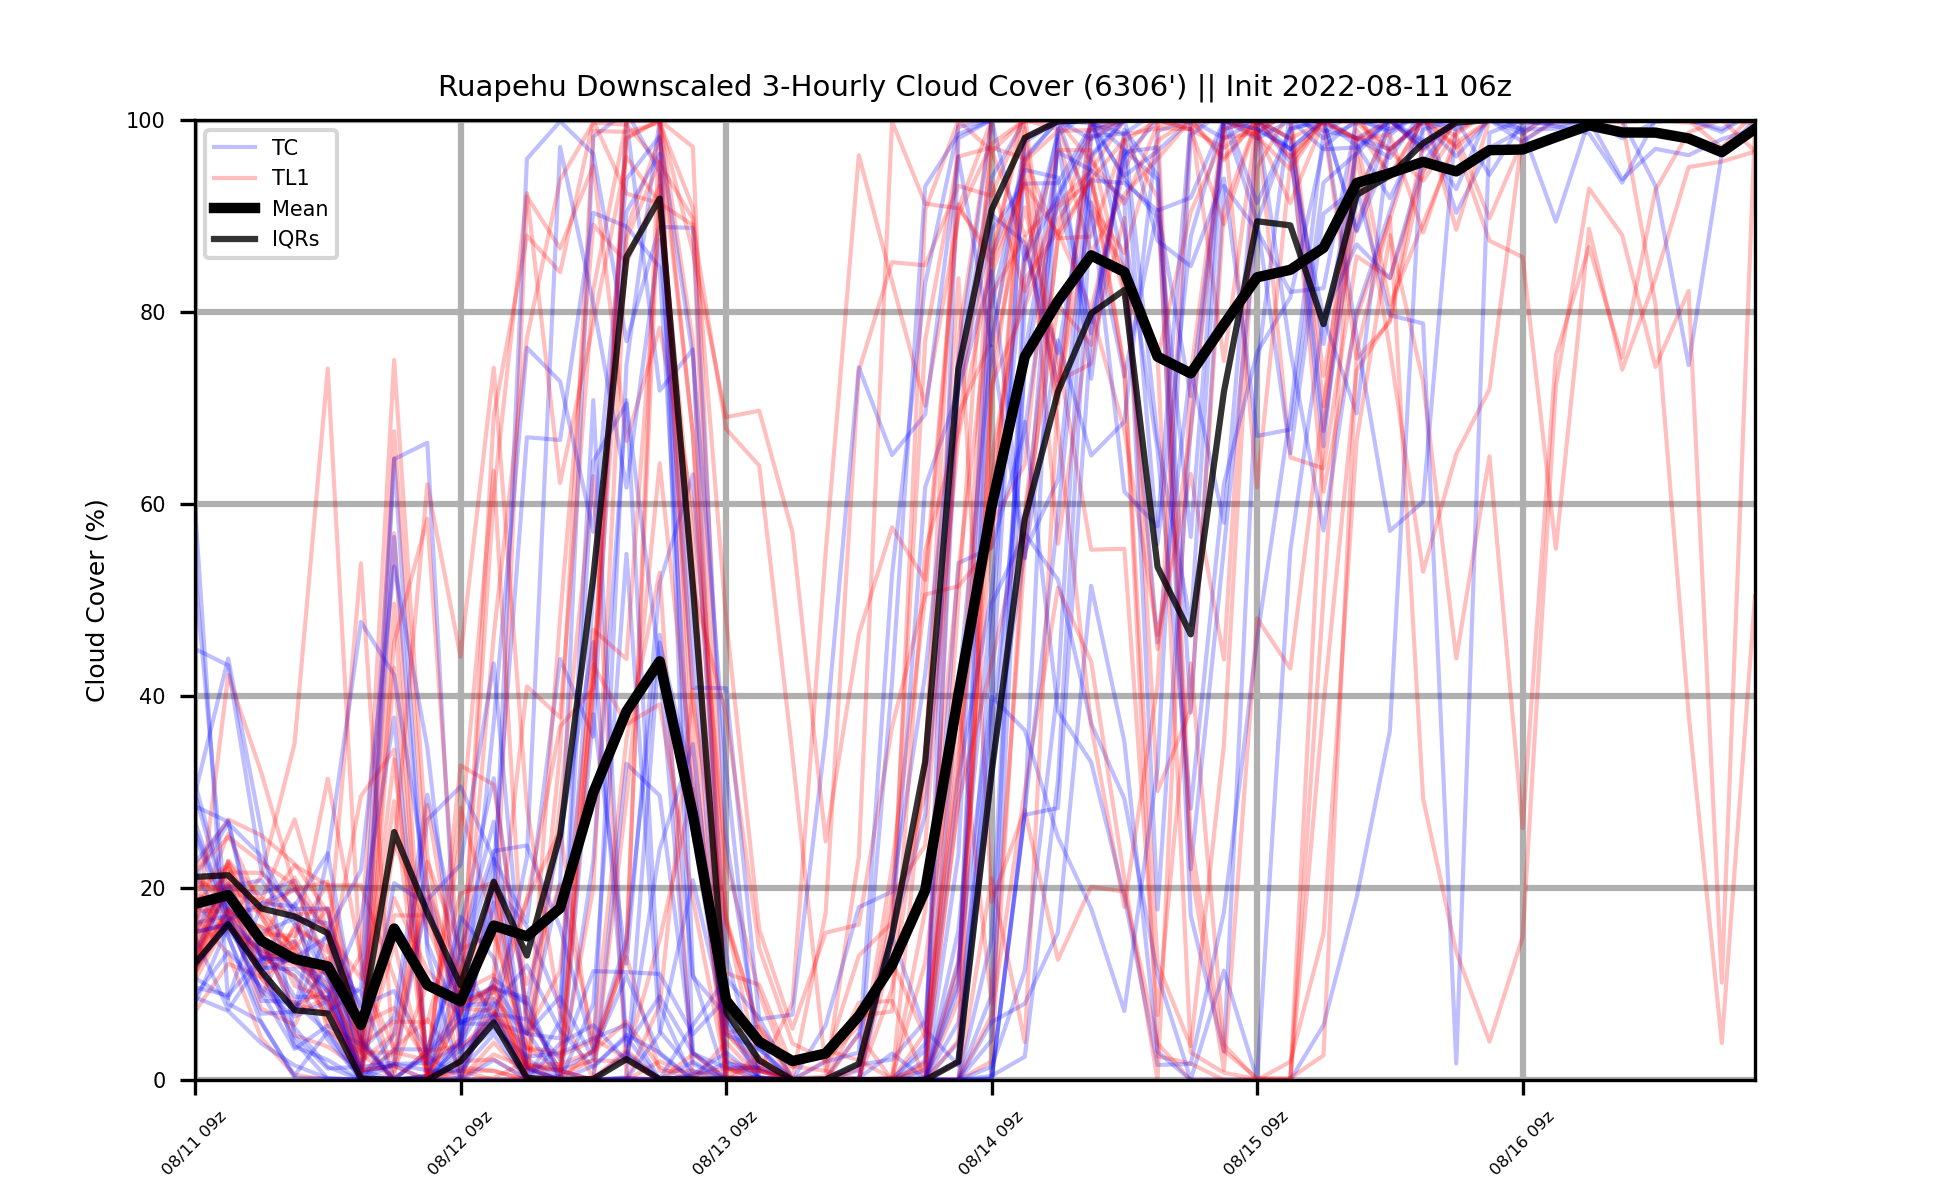 Ruapehu Downscaled 3-Hourly Cloud Cover (6306') || Init 2022-08-11 06z
TC
TL1
Mean
IQRs
Cloud Cover (%)
100
80
60
40
20
0
08/11 09z
08/12 09z
08/13 09z
08/14 09z
08/15 09z
08/16 09z